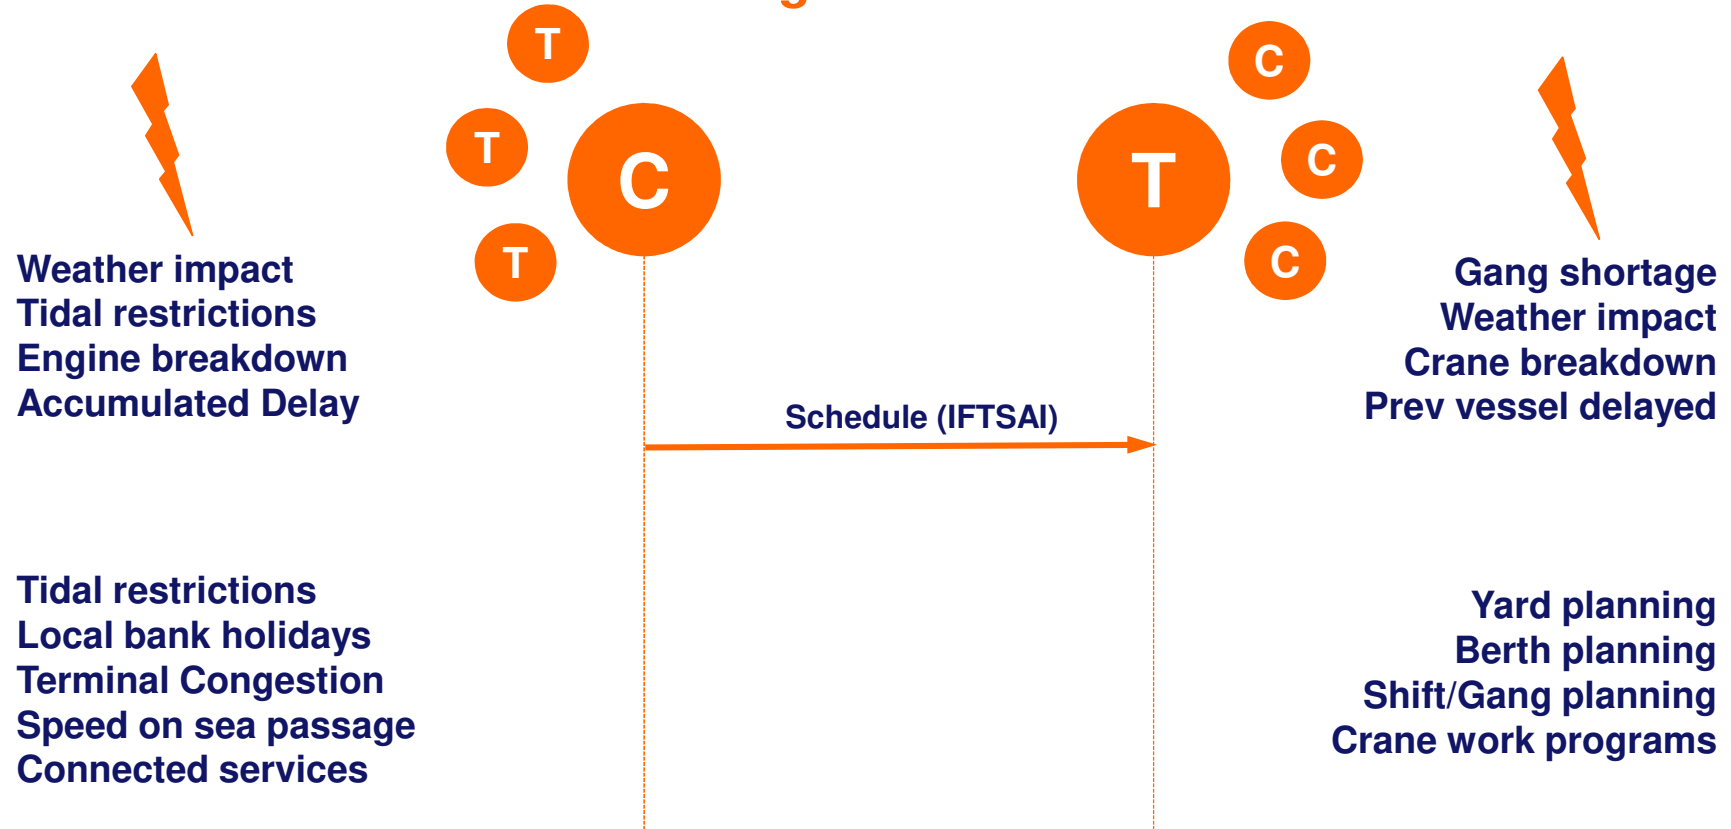 T
C
T
C
T
C
T
C
Weather impact
Tidal restrictions
Engine breakdown
Accumulated Delay
Gang shortage
Weather impact
Crane breakdown
Prev vessel delayed
Schedule (IFTSAI)
Tidal restrictions
Local bank holidays
Terminal Congestion
Speed on sea passage
Connected services
Yard planning
Berth planning
Shift/Gang planning
Crane work programs